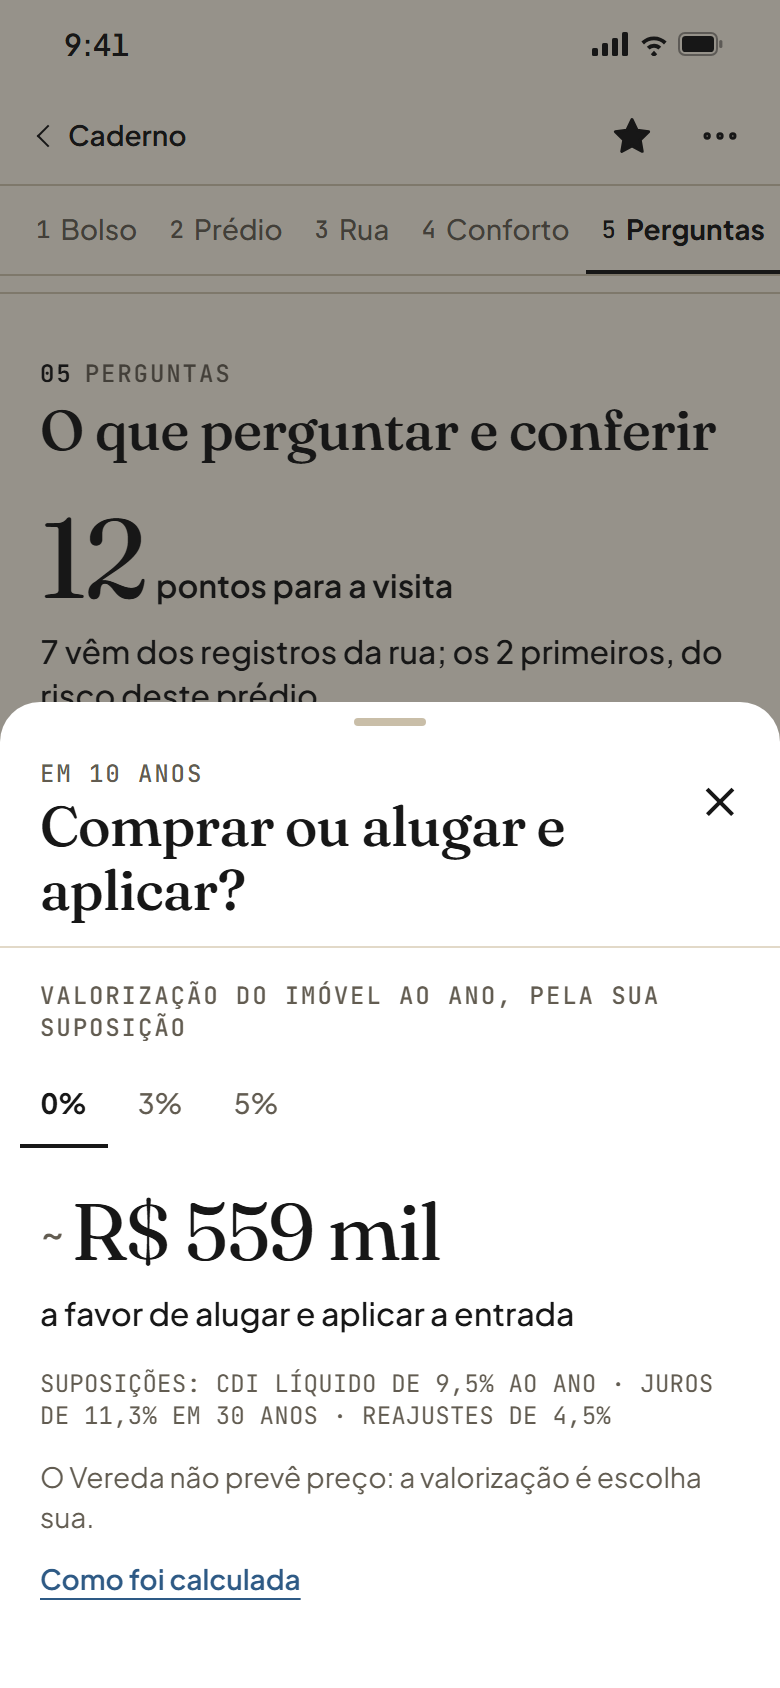 9:41
Caderno
1 Bolso 2 Prédio 3 Rua 4 Conforto 5 Perguntas
05 PERGUNTAS
O que perguntar e conferir
12 pontos para a visita
7 vêm dos registros da rua; os 2 primeiros, do
risco deste prédio
EM 10 ANOS
Comprar ou alugar e
aplicar?
VALORIZAÇÃO DO IMÓVEL AO ANO, PELA SUA
SUPOSIÇÃO
0% 3% 5%
~ R$ 559 mil
a favor de alugar e aplicar a entrada
SUPOSIÇÕES: CDI LÍQUIDO DE 9,5% AO ANO · JUROS
DE 11,3% EM 30 ANOS · REAJUSTES DE 4,5%
O Vereda não prevê preço: a valorização é escolha
sua.
Como foi calculada